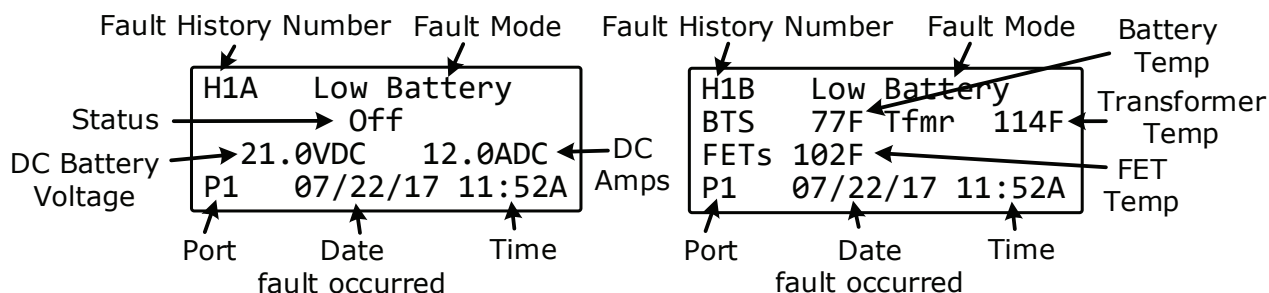 Fault History Number Fault Mode
H1A Low Battery
Status Off
DC Battery Voltage 21.0VDC 12.0ADC DC Amps
P1 07/22/17 11:52A
Port Date fault occurred Time
Fault History Number Fault Mode Battery Temp
H1B Low Battery
BTS 77F Tfmr 114F Transformer Temp
FETs 102F FET Temp
P1 07/22/17 11:52A
Port Date fault occurred Time